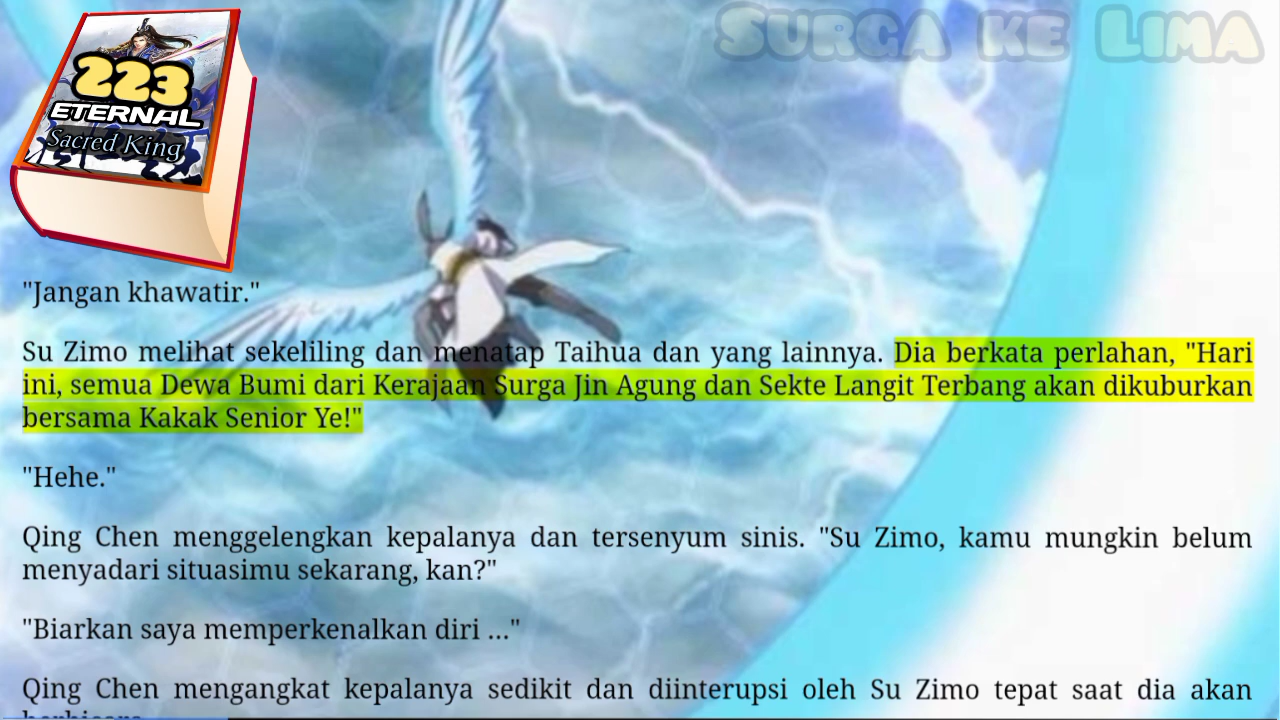 SURGA KE LIMA
223
ETERNAL
Sacred King
"Jangan khawatir."
Su Zimo melihat sekeliling dan menatap Taihua dan yang lainnya. Dia berkata perlahan, "Hari
ini, semua Dewa Bumi dari Kerajaan Surga Jin Agung dan Sekte Langit Terbang akan dikuburkan
bersama Kakak Senior Ye!"
"Hehe."
Qing Chen menggelengkan kepalanya dan tersenyum sinis. "Su Zimo, kamu mungkin belum
menyadari situasimu sekarang, kan?"
"Biarkan saya memperkenalkan diri ..."
Qing Chen mengangkat kepalanya sedikit dan diinterupsi oleh Su Zimo tepat saat dia akan